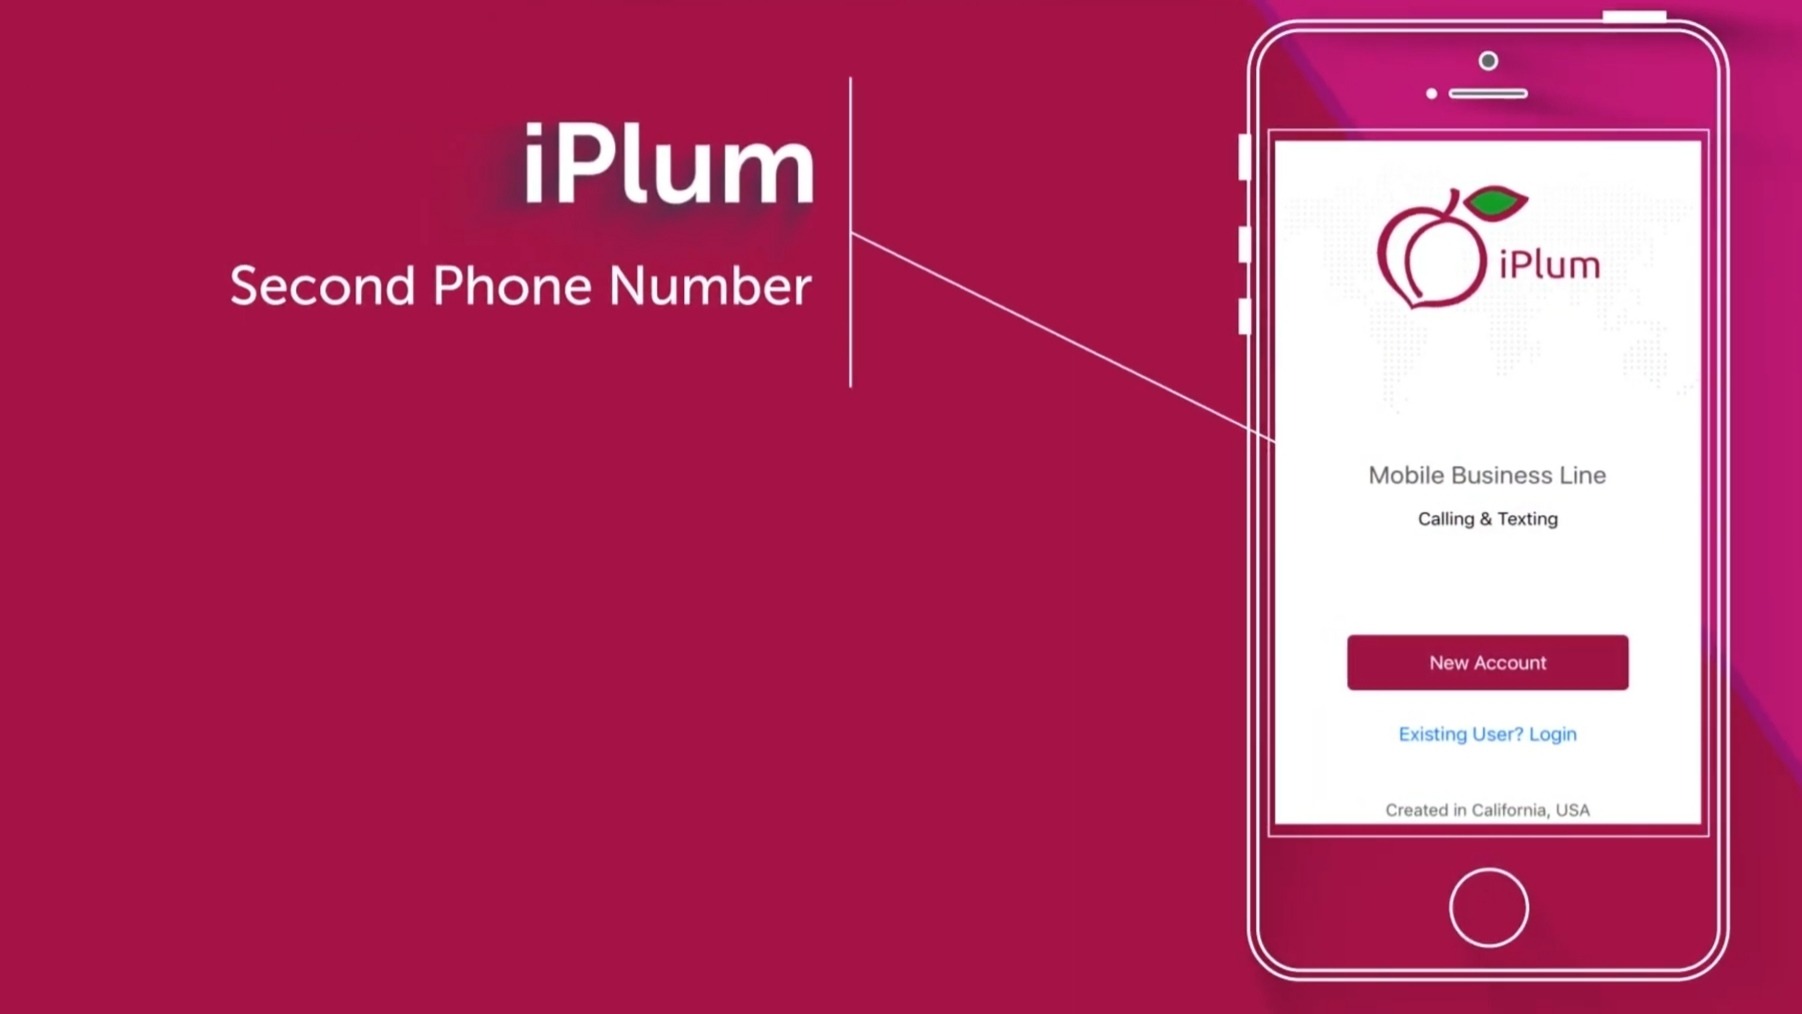 iPlum
Second Phone Number
iPlum
Mobile Business Line
Calling & Texting
New Account
Existing User? Login
Created in California, USA